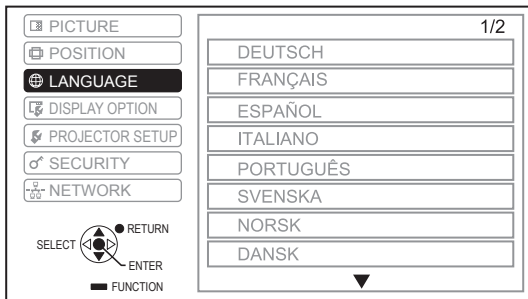 PICTURE
POSITION
LANGUAGE
DISPLAY OPTION
PROJECTOR SETUP
SECURITY
NETWORK
RETURN
SELECT
ENTER
FUNCTION
1/2
DEUTSCH
FRANÇAIS
ESPAÑOL
ITALIANO
PORTUGUÊS
SVENSKA
NORSK
DANSK